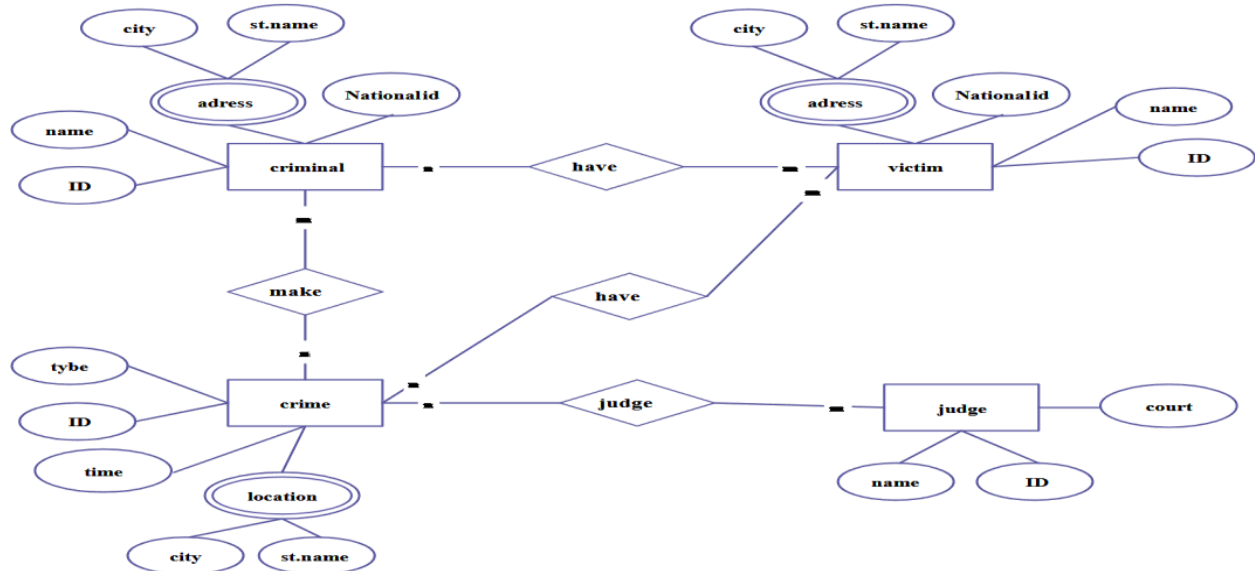 city
st.name
city
st.name
adress
Nationalid
adress
Nationalid
name
name
criminal
n
have
m
victim
ID
ID
m
m
make
have
n
tybe
n
crime
n
judge
m
judge
court
ID
time
name
ID
location
city
st.name